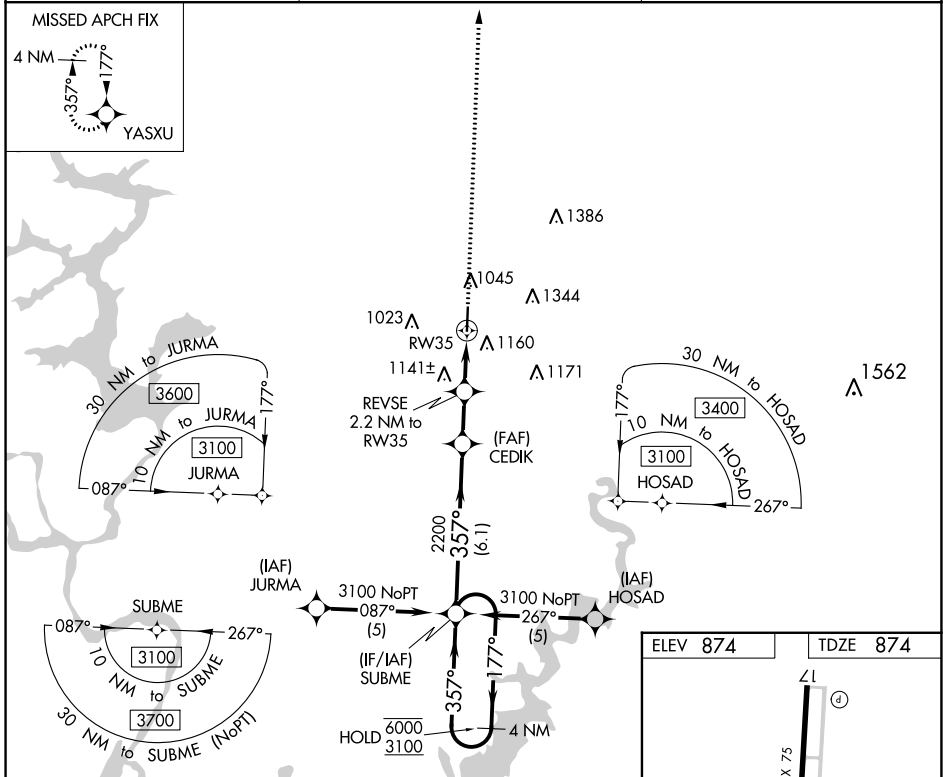 MISSED APCH FIX
4 NM
177°
357°
YASXU
1386
1045
1344
1023
RW35
1160
1141±
1171
1562
REVSE
2.2 NM to
RW35
(FAF)
CEDIK
30 NM to JURMA
3600
177°
10 NM to JURMA
3100
JURMA
087°
30 NM to HOSAD
3400
177°
10 NM to HOSAD
3100
HOSAD
267°
2200
357°
(6.1)
(IAF)
JURMA
3100 NoPT
087°
(5)
3100 NoPT
267°
(5)
(IAF)
HOSAD
(IF/IAF)
SUBME
087°
SUBME
267°
3100
10 NM to SUBME
3700
30 NM to SUBME (NoPT)
357°
177°
HOLD
6000
3100
4 NM
ELEV 874
TDZE 874
17
P
X 75